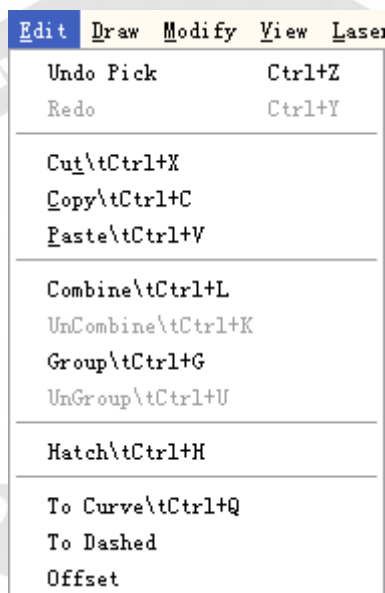 Edit Draw Modify View Laser
Undo Pick Ctrl+Z
Redo Ctrl+Y
Cut\tCtrl+X
Copy\tCtrl+C
Paste\tCtrl+V
Combine\tCtrl+L
UnCombine\tCtrl+K
Group\tCtrl+G
UnGroup\tCtrl+U
Hatch\tCtrl+H
To Curve\tCtrl+Q
To Dashed
Offset